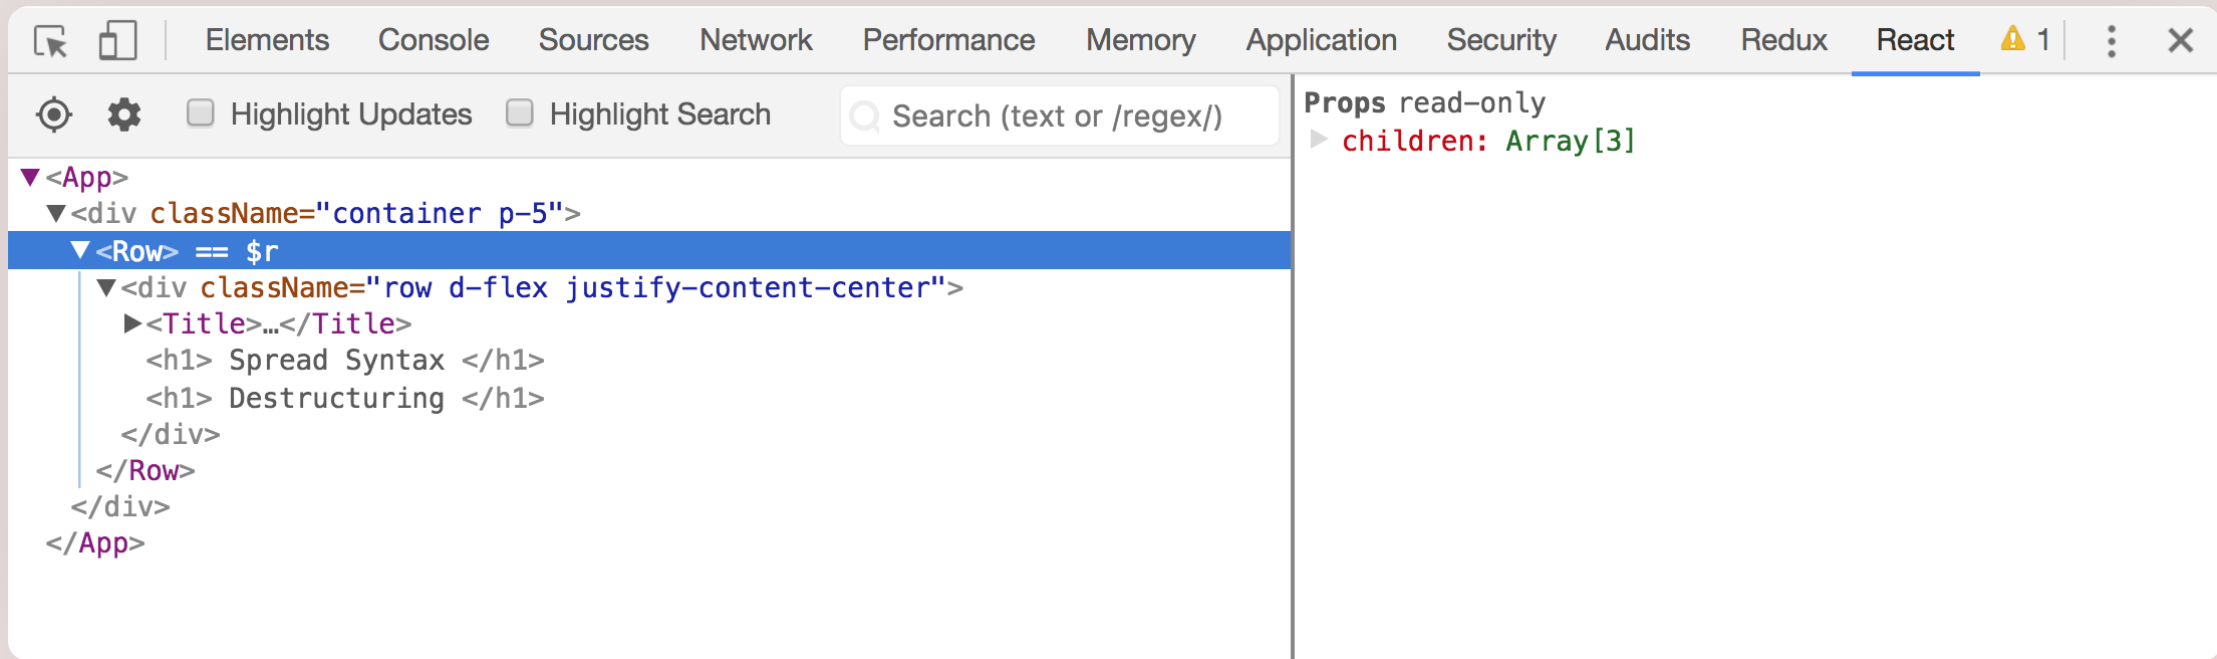 Elements Console Sources Network Performance Memory Application Security Audits Redux React 1
Highlight Updates Highlight Search Search (text or /regex/)
Props read-only
children: Array[3]
<App>
<div className="container p-5">
<Row> == $r
<div className="row d-flex justify-content-center">
<Title>…</Title>
<h1> Spread Syntax </h1>
<h1> Destructuring </h1>
</div>
</Row>
</div>
</App>